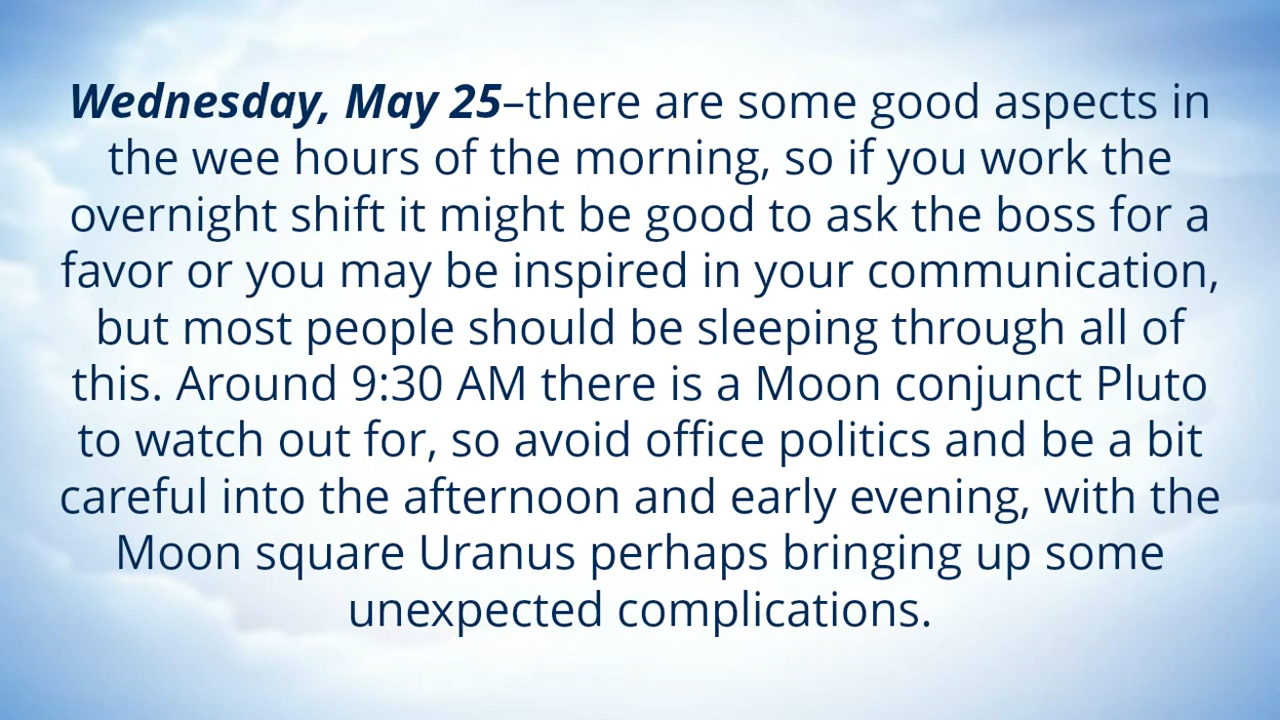 Wednesday, May 25–there are some good aspects in
the wee hours of the morning, so if you work the
overnight shift it might be good to ask the boss for a
favor or you may be inspired in your communication,
but most people should be sleeping through all of
this. Around 9:30 AM there is a Moon conjunct Pluto
to watch out for, so avoid office politics and be a bit
careful into the afternoon and early evening, with the
Moon square Uranus perhaps bringing up some
unexpected complications.